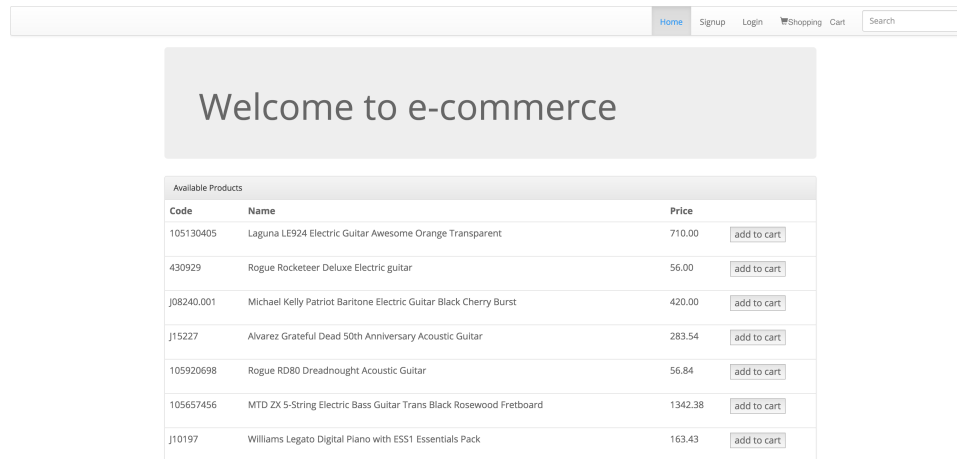 Home Signup Login Shopping Cart Search
Welcome to e-commerce
Available Products
Code Name Price
105130405 Laguna LE924 Electric Guitar Awesome Orange Transparent 710.00 add to cart
430929 Rogue Rocketeer Deluxe Electric guitar 56.00 add to cart
J08240.001 Michael Kelly Patriot Baritone Electric Guitar Black Cherry Burst 420.00 add to cart
J15227 Alvarez Grateful Dead 50th Anniversary Acoustic Guitar 283.54 add to cart
105920698 Rogue RD80 Dreadnought Acoustic Guitar 56.84 add to cart
105657456 MTD ZX 5-String Electric Bass Guitar Trans Black Rosewood Fretboard 1342.38 add to cart
J10197 Williams Legato Digital Piano with ESS1 Essentials Pack 163.43 add to cart